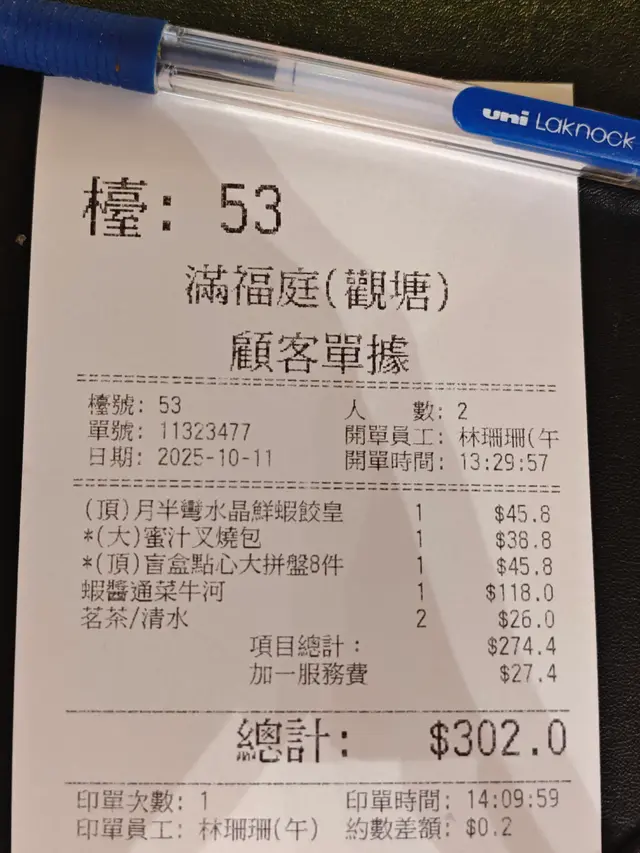 uni Laknock
檯: 53
滿福庭(觀塘)
顧客單據
檯號: 53 人 數: 2
單號: 11323477 開單員工: 林珊珊(午
日期: 2025-10-11 開單時間: 13:29:57
(頂)月半彎水晶鮮蝦餃皇 1 $45.8
*(大)蜜汁叉燒包 1 $38.8
*(頂)盲盒點心大拼盤8件 1 $45.8
蝦醬通菜牛河 1 $118.0
茗茶/清水 2 $26.0
項目總計: $274.4
加一服務費 $27.4
總計: $302.0
印單次數: 1 印單時間: 14:09:59
印單員工: 林珊珊(午) 約數差額: $0.2